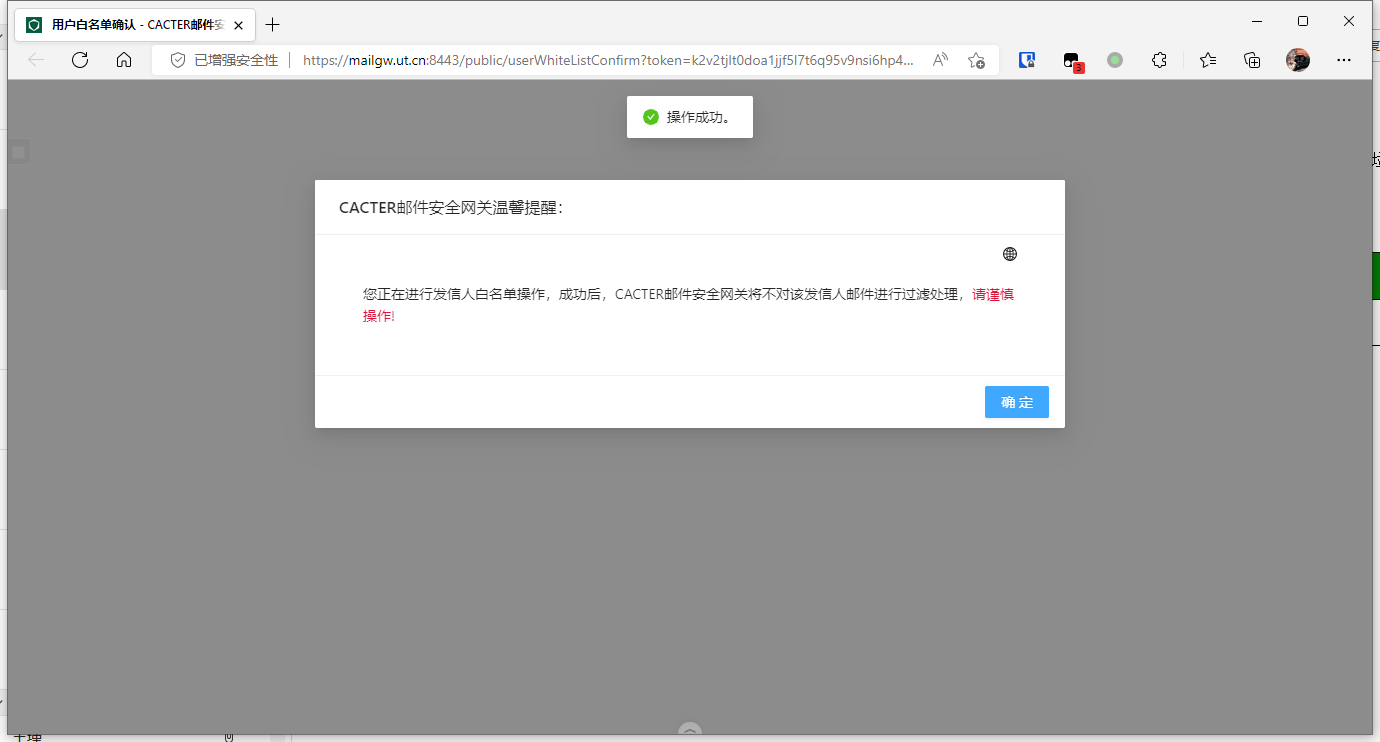 用户白名单确认 - CACTER邮件安
已增强安全性
https://mailgw.ut.cn:8443/public/userWhiteListConfirm?token=k2v2tjlt0doa1jjf5l7t6q95v9nsi6hp4...
3
操作成功。
CACTER邮件安全网关温馨提醒：
您正在进行发信人白名单操作，成功后，CACTER邮件安全网关将不对该发信人邮件进行过滤处理，请谨慎
操作!
确 定